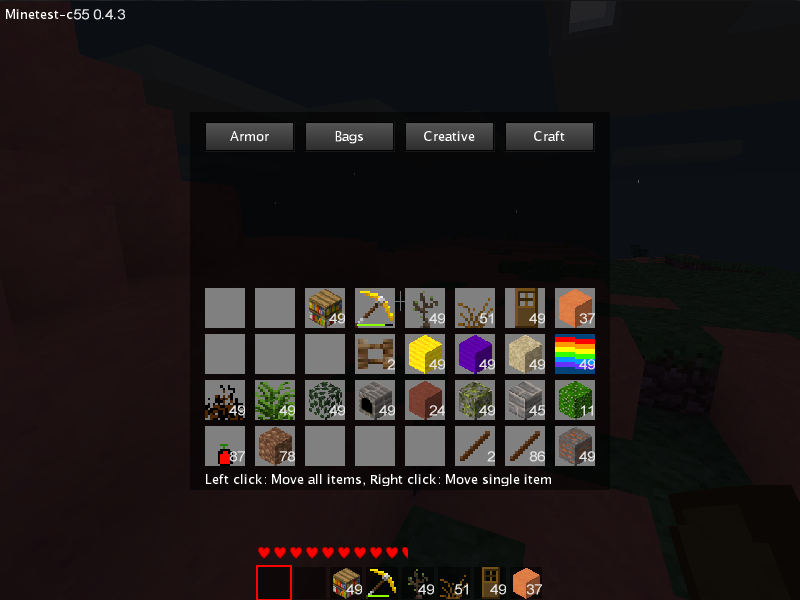 Minetest-c55 0.4.3
Armor Bags Creative Craft
49 49 51 49 37
2 49 49 49 49
49 49 49 49 24 49 45 11
87 78 2 86 49
Left click: Move all items, Right click: Move single item
49 49 51 49 37